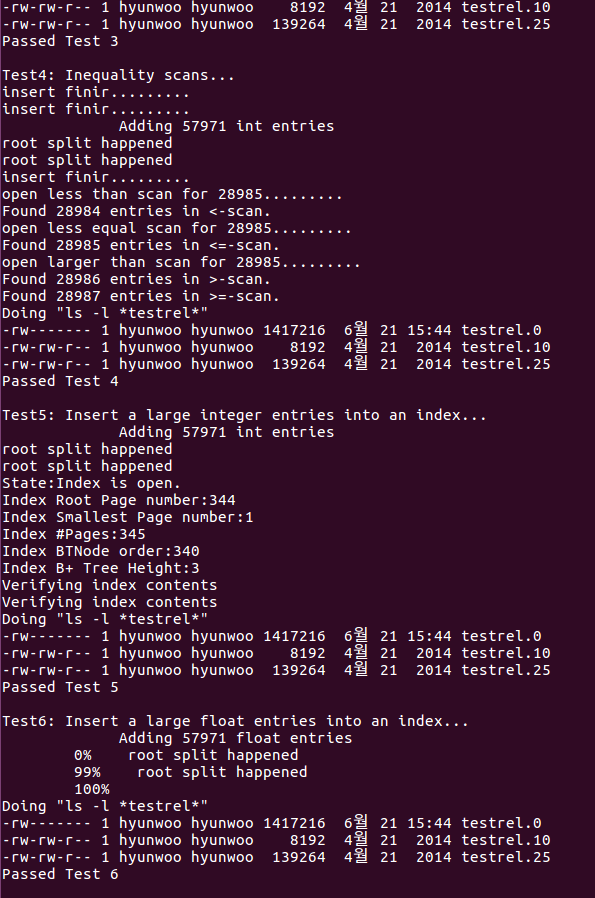 -rw-rw-r-- 1 hyunwoo hyunwoo    8192  4월 21  2014 testrel.10
-rw-rw-r-- 1 hyunwoo hyunwoo  139264  4월 21  2014 testrel.25
Passed Test 3

Test4: Inequality scans...
insert finir.........
insert finir.........
             Adding 57971 int entries
root split happened
root split happened
insert finir.........
open less than scan for 28985.........
Found 28984 entries in <-scan.
open less equal scan for 28985.........
Found 28985 entries in <=-scan.
open larger than scan for 28985.........
Found 28986 entries in >-scan.
Found 28987 entries in >=-scan.
Doing "ls -l *testrel*"
-rw------- 1 hyunwoo hyunwoo 1417216  6월 21 15:44 testrel.0
-rw-rw-r-- 1 hyunwoo hyunwoo    8192  4월 21  2014 testrel.10
-rw-rw-r-- 1 hyunwoo hyunwoo  139264  4월 21  2014 testrel.25
Passed Test 4

Test5: Insert a large integer entries into an index...
             Adding 57971 int entries
root split happened
root split happened
State:Index is open.
Index Root Page number:344
Index Smallest Page number:1
Index #Pages:345
Index BTNode order:340
Index B+ Tree Height:3
Verifying index contents
Verifying index contents
Doing "ls -l *testrel*"
-rw------- 1 hyunwoo hyunwoo 1417216  6월 21 15:44 testrel.0
-rw-rw-r-- 1 hyunwoo hyunwoo    8192  4월 21  2014 testrel.10
-rw-rw-r-- 1 hyunwoo hyunwoo  139264  4월 21  2014 testrel.25
Passed Test 5

Test6: Insert a large float entries into an index...
             Adding 57971 float entries
        0%    root split happened
        99%    root split happened
        100%
Doing "ls -l *testrel*"
-rw------- 1 hyunwoo hyunwoo 1417216  6월 21 15:44 testrel.0
-rw-rw-r-- 1 hyunwoo hyunwoo    8192  4월 21  2014 testrel.10
-rw-rw-r-- 1 hyunwoo hyunwoo  139264  4월 21  2014 testrel.25
Passed Test 6